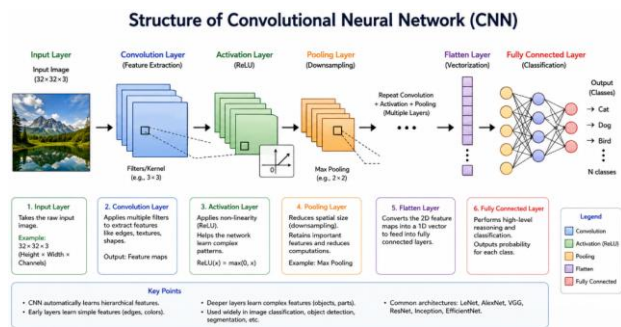 Structure of Convolutional Neural Network (CNN)
Input Layer
Input Image
(32×32×3)
Convolution Layer
(Feature Extraction)
Filters/Kernel
(e.g., 3×3)
Activation Layer
(ReLU)
0
Pooling Layer
(Downsampling)
Max Pooling
(e.g., 2×2)
Repeat Convolution
+ Activation + Pooling
(Multiple Layers)
Flatten Layer
(Vectorization)
Fully Connected Layer
(Classification)
Output
(Classes)
Cat
Dog
Bird
N classes
1. Input Layer
Takes the raw input
image.
Example:
32×32×3
(Height × Width ×
Channels)
2. Convolution Layer
Applies multiple filters
to extract features
like edges, textures,
shapes.
Output: Feature maps
3. Activation Layer
Applies non-linearity
(ReLU).
Helps the network
learn complex
patterns.
ReLU(x) = max(0, x)
4. Pooling Layer
Reduces spatial size
(downsampling).
Retains important
features and reduces
computations.
Example: Max Pooling
5. Flatten Layer
Converts the 2D feature
maps into a 1D vector
to feed into fully
connected layers.
6. Fully Connected Layer
Performs high-level
reasoning and
classification.
Outputs probability
for each class.
Legend
Convolution
Activation (ReLU)
Pooling
Flatten
Fully Connected
Key Points
• CNN automatically learns hierarchical features.
• Early layers learn simple features (edges, colors).
• Deeper layers learn complex features (objects, parts).
• Used widely in image classification, object detection,
segmentation, etc.
• Common architectures: LeNet, AlexNet, VGG,
ResNet, Inception, EfficientNet.